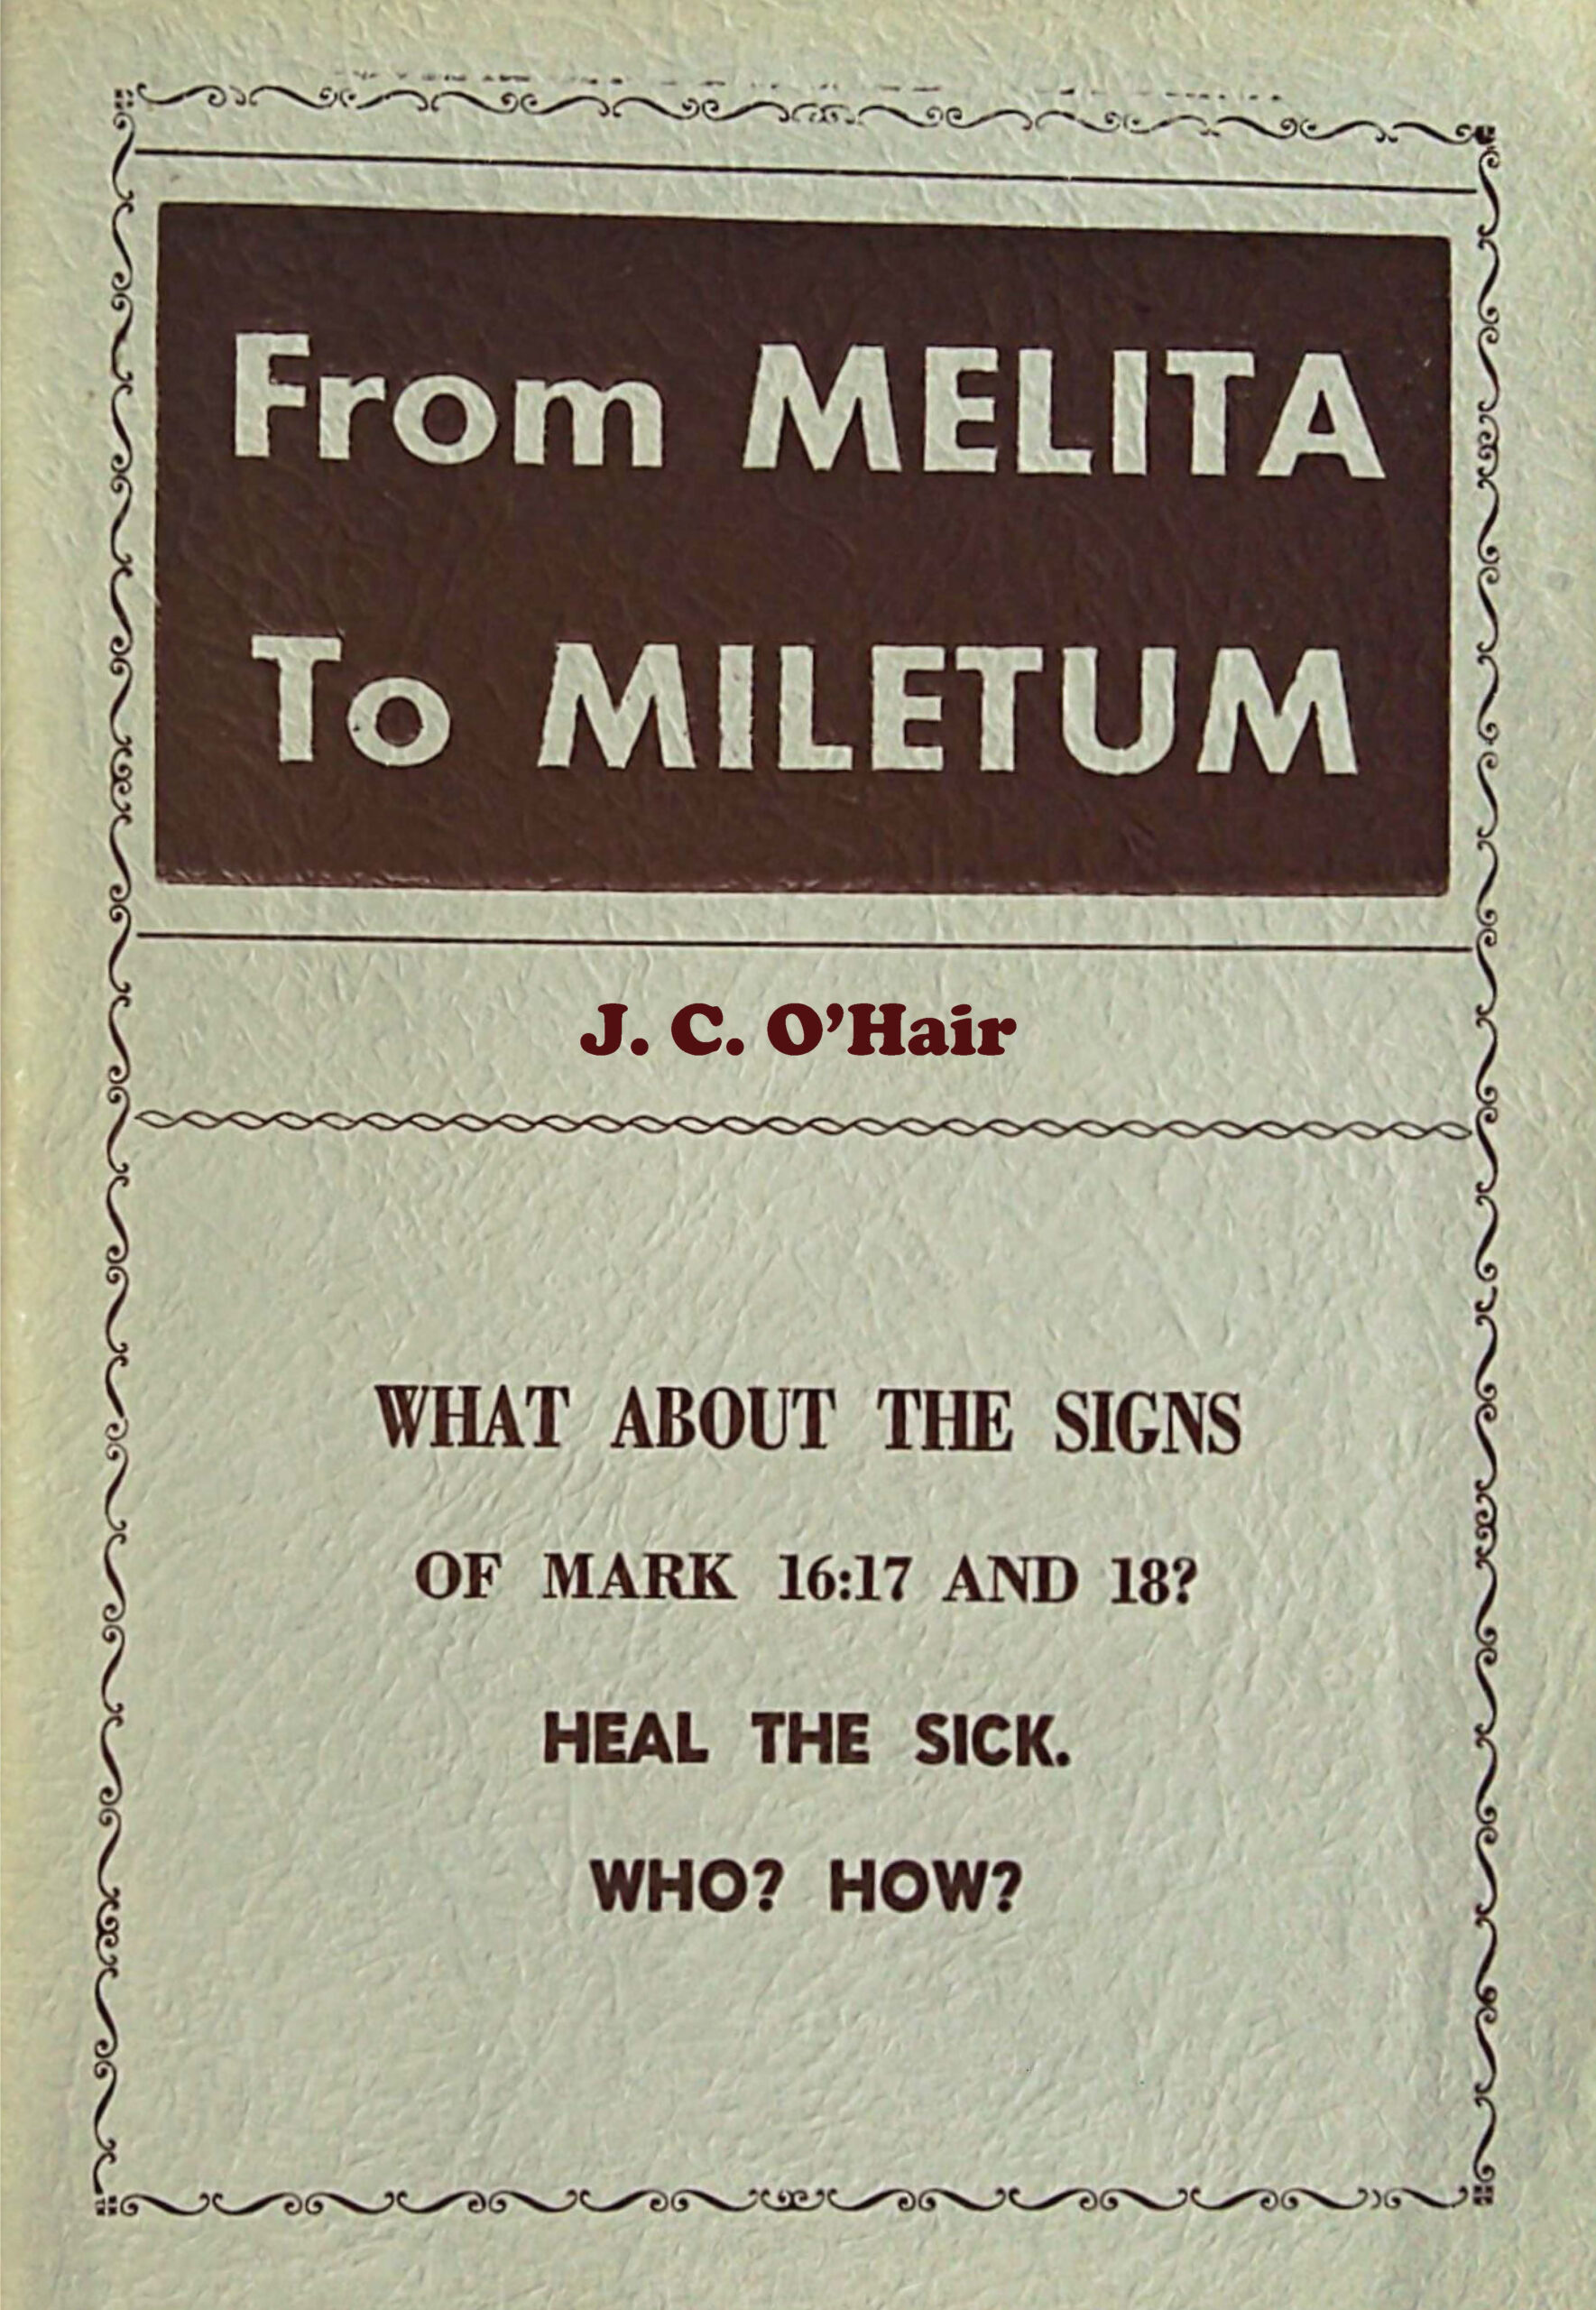 From MELITA
To MILETUM
J. C. O’Hair
WHAT ABOUT THE SIGNS
OF MARK 16:17 AND 18?
HEAL THE SICK.
WHO? HOW?